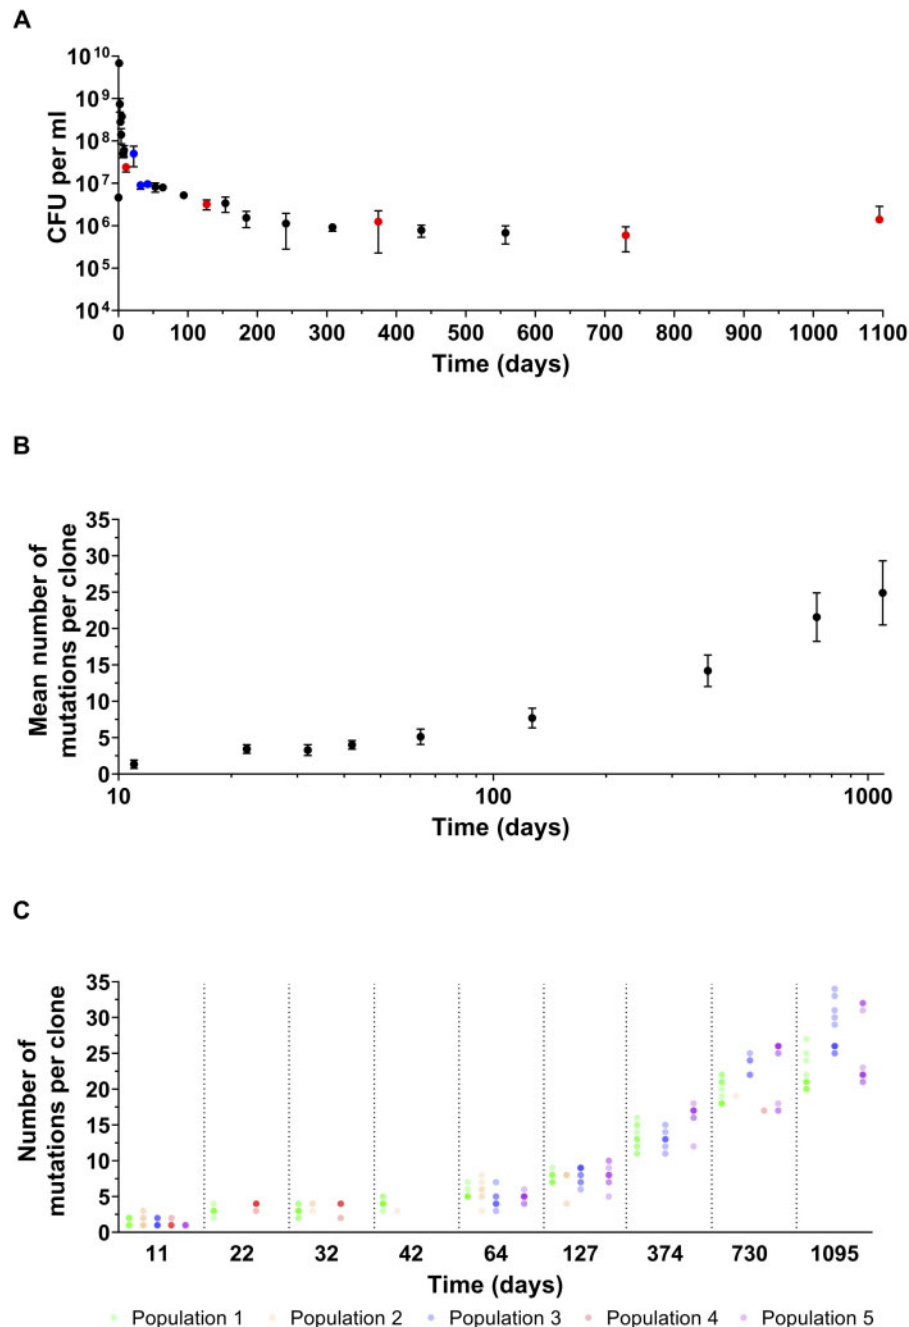 A
10^10
10^9
10^8
10^7
10^6
10^5
10^4
CFU per ml
0 100 200 300 400 500 600 700 800 900 1000 1100
Time (days)
B
35
30
25
20
15
10
5
0
Mean number of
mutations per clone
10 100 1000
Time (days)
C
35
30
25
20
15
10
5
0
Number of
mutations per clone
11 22 32 42 64 127 374 730 1095
Time (days)
Population 1 Population 2 Population 3 Population 4 Population 5